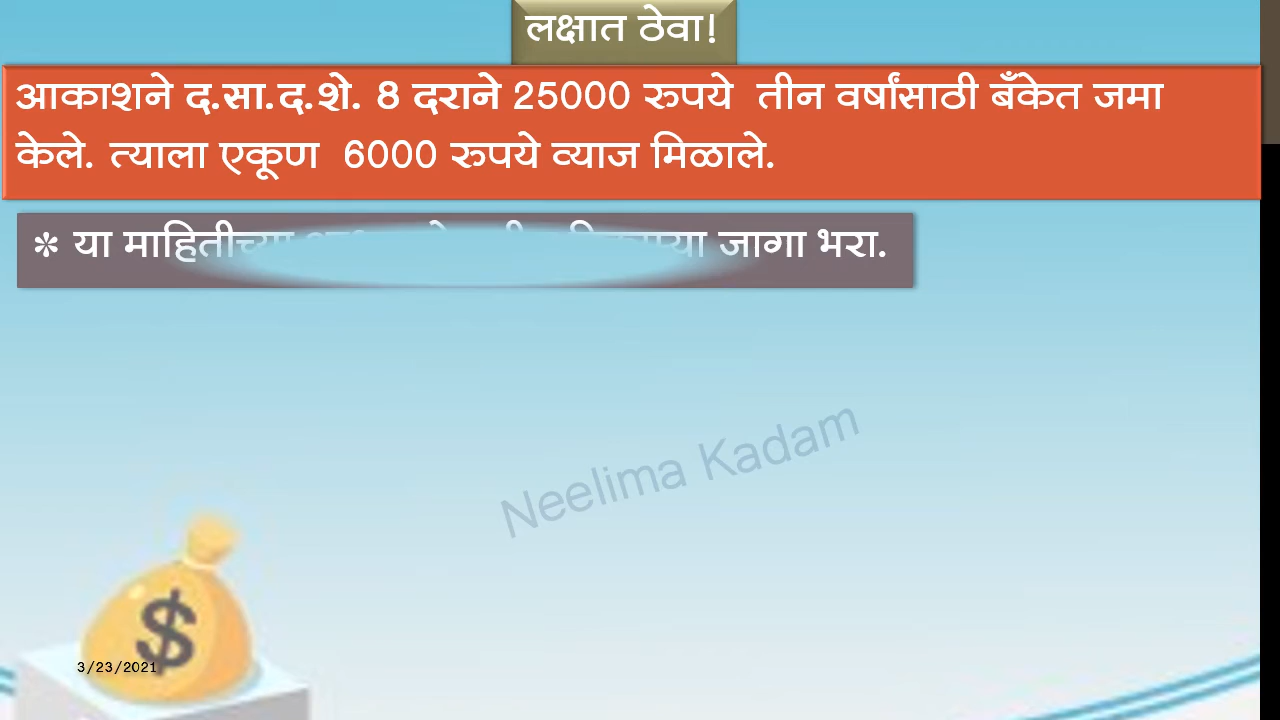 लक्षात ठेवा!
आकाशने द.सा.द.शे. 8 दराने 25000 रुपये तीन वर्षांसाठी बँकेत जमा
केले. त्याला एकूण 6000 रुपये व्याज मिळाले.
* या माहितीच्या जागा भरा.
Neelima Kadam
$
3/23/2021